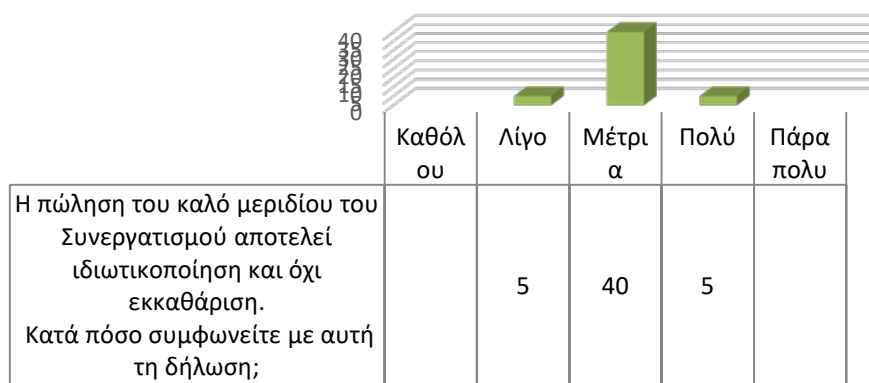 40
35
30
25
20
15
10
5
0
Καθόλ
ου
Λίγο
Μέτρι
α
Πολύ
Πάρα
πολυ
Η πώληση του καλό μεριδίου του
Συνεργατισμού αποτελεί
ιδιωτικοποίηση και όχι
εκκαθάριση.
Κατά πόσο συμφωνείτε με αυτή
τη δήλωση;
5
40
5